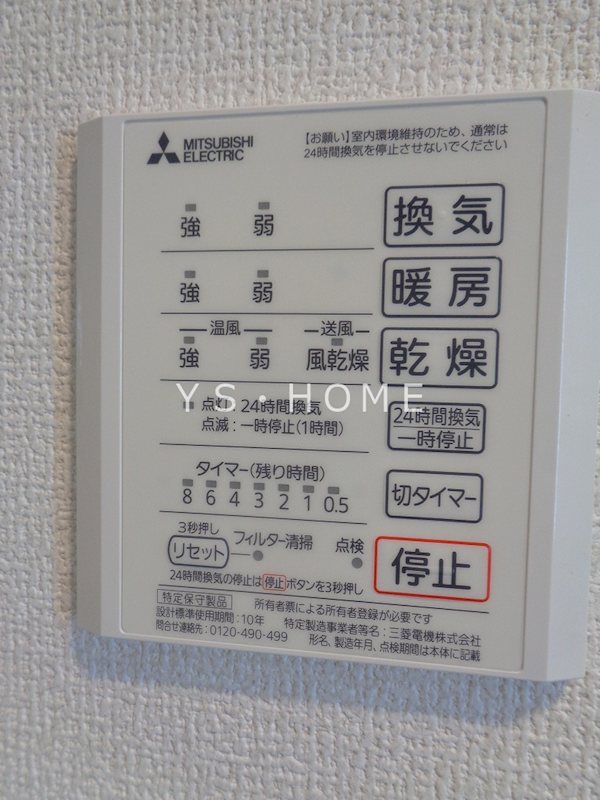 MITSUBISHI
ELECTRIC
【お願い】室内環境維持のため、通常は
24時間換気を停止させないでください
強 弱 換気
強 弱 暖房
温風 送風
強 弱 風乾燥 乾燥
YS・HOME
点灯：24時間換気
点滅：一時停止(1時間)
24時間換気
一時停止
タイマー(残り時間)
8 6 4 3 2 1 0.5
切タイマー
3秒押し
リセット フィルター清掃 点検
停止
24時間換気の停止は停止ボタンを3秒押し
特定保守製品 所有者票による所有者登録が必要です
設計標準使用期間：10年 特定製造事業者等名：三菱電機株式会社
問合せ連絡先：0120-490-499 形名、製造年月、点検期間は本体に記載